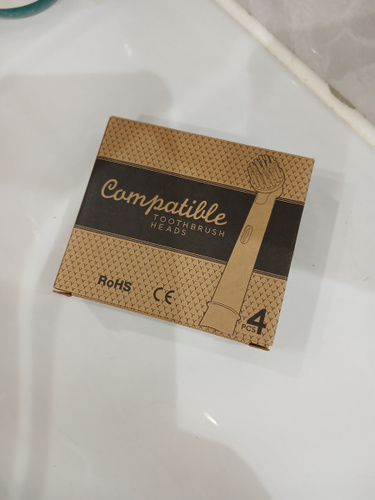 Compatible
TOOTHBRUSH
HEADS
RoHS
CE
4
PCS